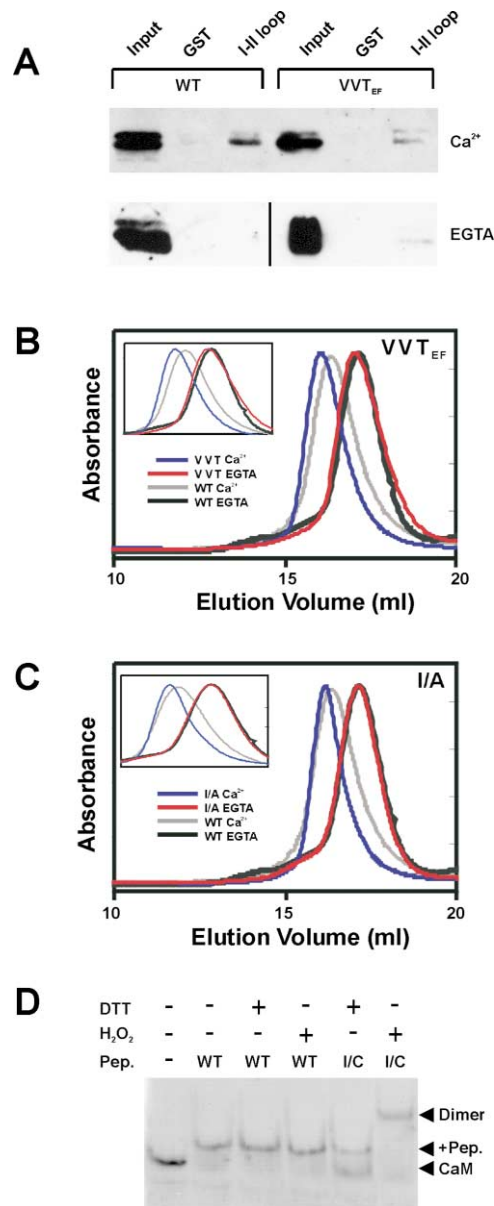 A
Input GST I-II loop Input GST I-II loop
WT VVT_EF
Ca²⁺
EGTA
B
VVT_EF
Absorbance
VVT Ca²⁺
VVT EGTA
WT Ca²⁺
WT EGTA
10 15 20
Elution Volume (ml)
C
I/A
Absorbance
I/A Ca²⁺
I/A EGTA
WT Ca²⁺
WT EGTA
10 15 20
Elution Volume (ml)
D
DTT - - + - + -
H₂O₂ - - - + - +
Pep. - WT WT WT I/C I/C
Dimer
+Pep.
CaM